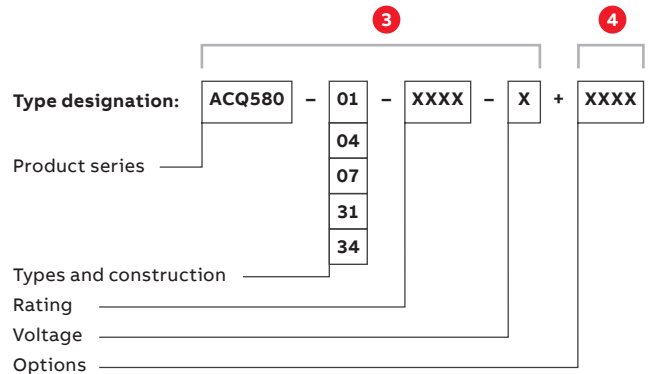 3 4
Type designation: ACQ580 – 01 – XXXX – X + XXXX
04
Product series
07
31
34
Types and construction
Rating
Voltage
Options